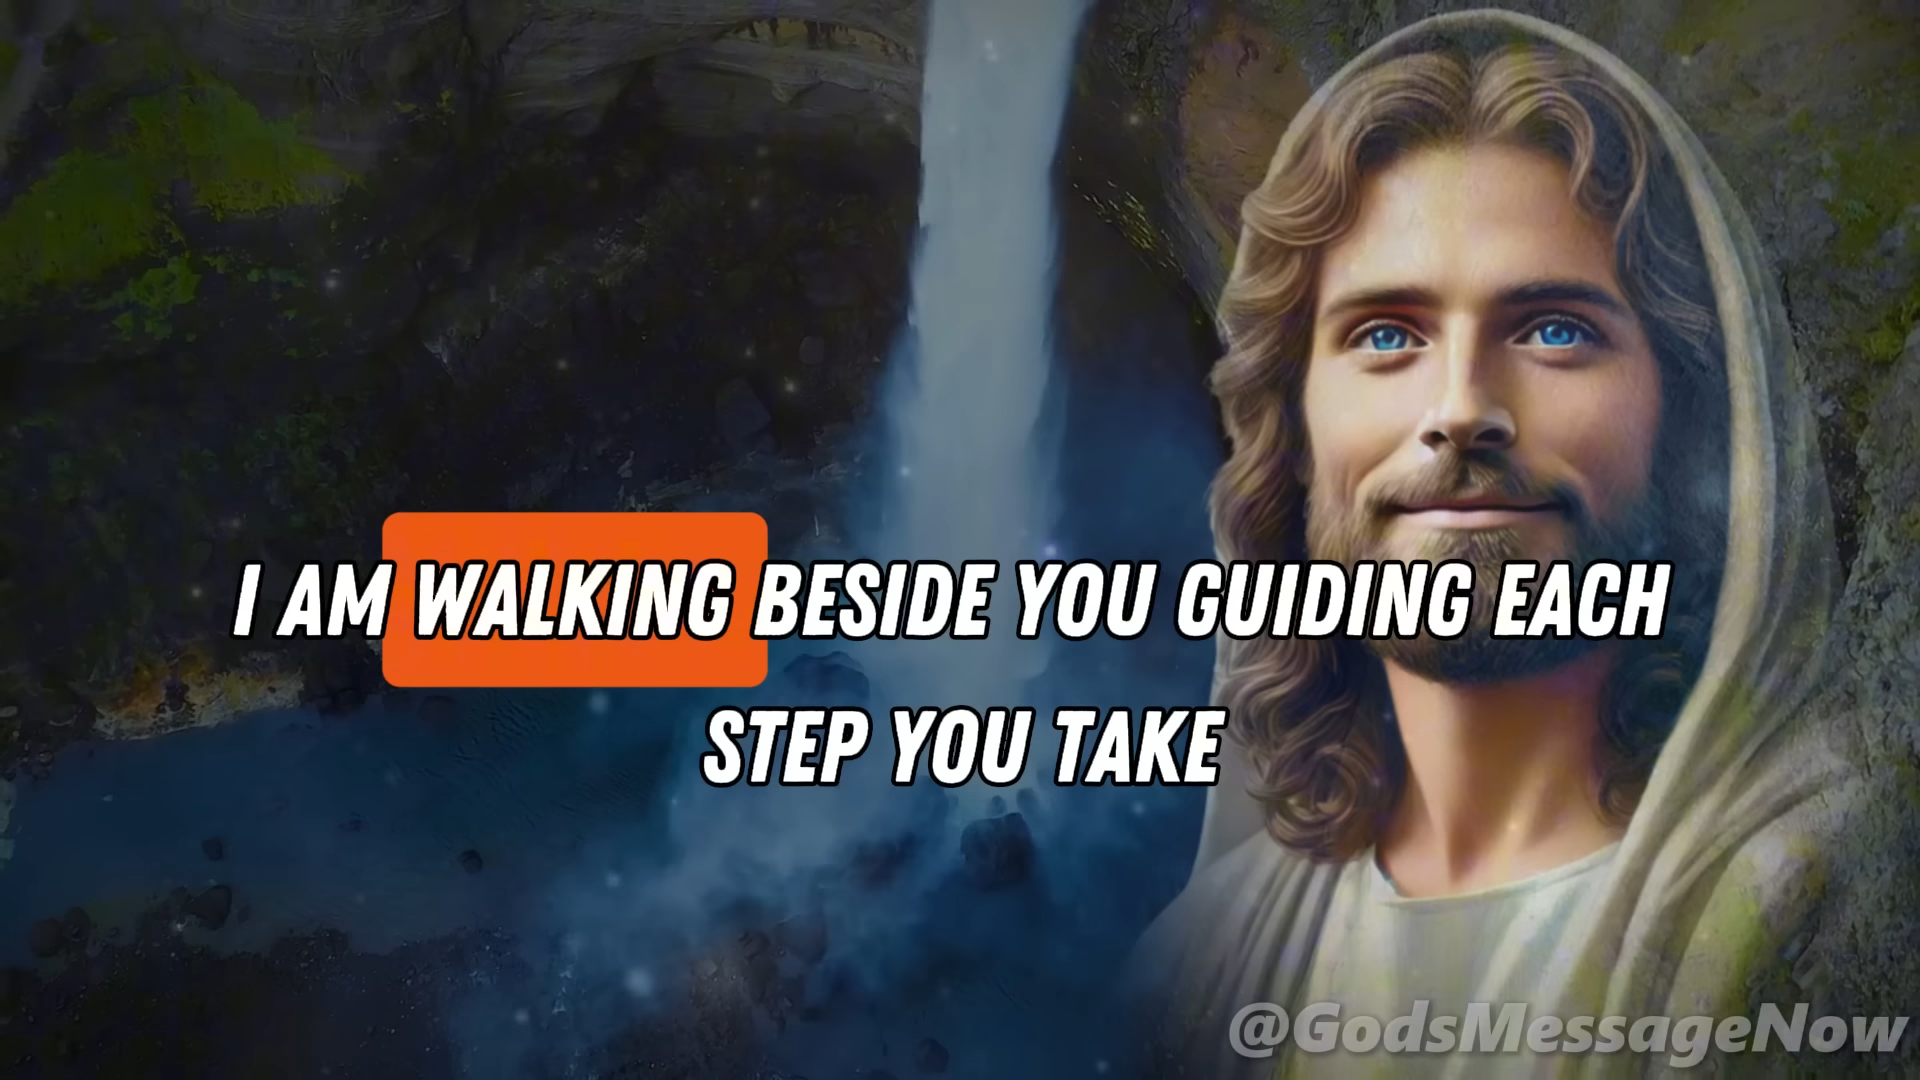 I AM WALKING BESIDE YOU GUIDING EACH
STEP YOU TAKE
@GodsMessageNow